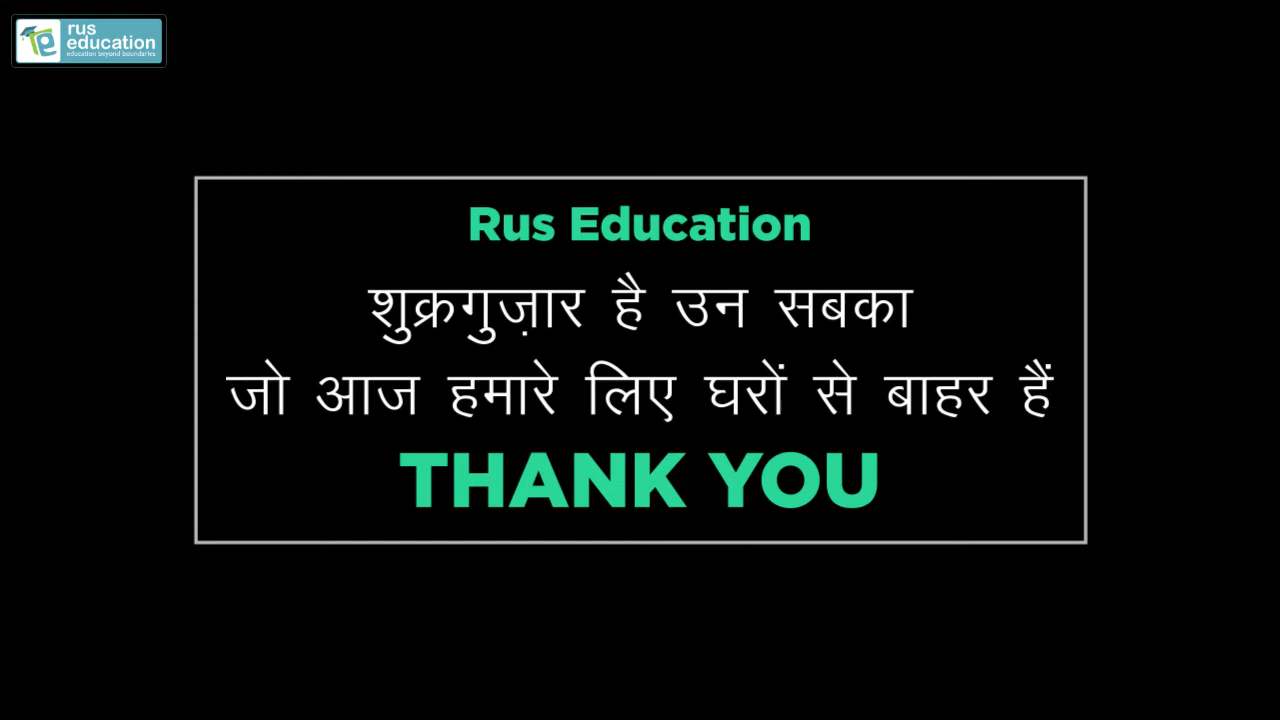 rus
education
education beyond boundaries
Rus Education
शुक्रगुज़ार है उन सबका
जो आज हमारे लिए घरों से बाहर हैं
THANK YOU